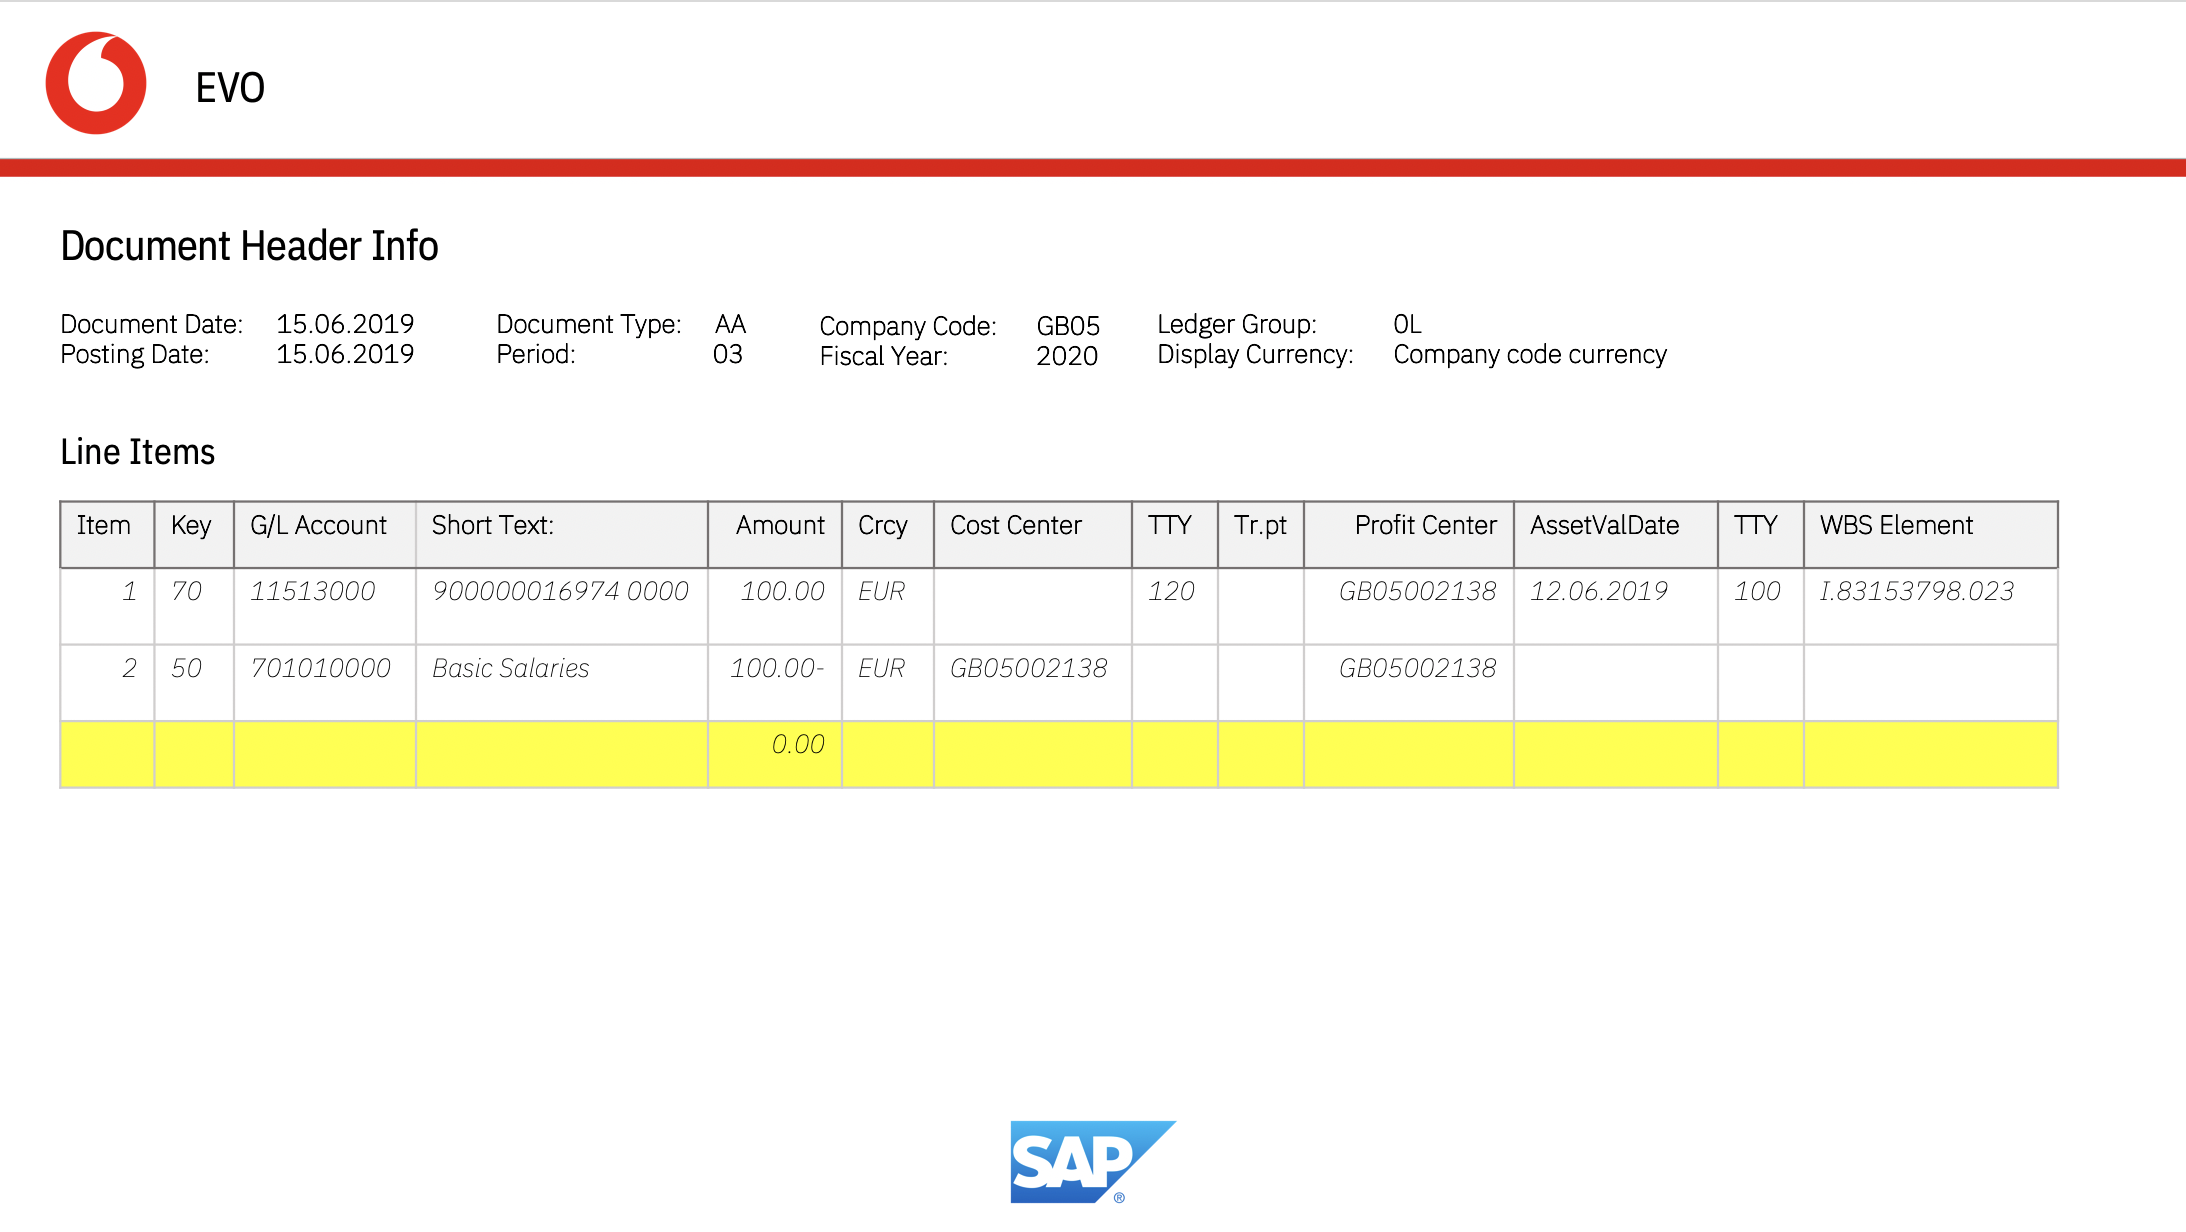 EVO
Document Header Info
Document Date: 15.06.2019 Document Type: AA Company Code: GB05 Ledger Group: 0L
Posting Date: 15.06.2019 Period: 03 Fiscal Year: 2020 Display Currency: Company code currency
Line Items
Item Key G/L Account Short Text: Amount Crcy Cost Center TTY Tr.pt Profit Center AssetValDate TTY WBS Element
1 70 11513000 900000016974 0000 100.00 EUR 120 GB05002138 12.06.2019 100 I.83153798.023
2 50 701010000 Basic Salaries 100.00- EUR GB05002138 GB05002138
0.00
SAP ®